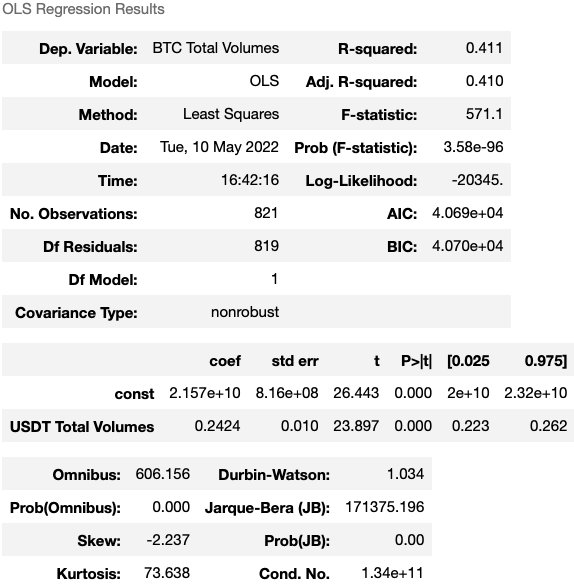 OLS Regression Results
Dep. Variable: BTC Total Volumes R-squared: 0.411
Model: OLS Adj. R-squared: 0.410
Method: Least Squares F-statistic: 571.1
Date: Tue, 10 May 2022 Prob (F-statistic): 3.58e-96
Time: 16:42:16 Log-Likelihood: -20345.
No. Observations: 821 AIC: 4.069e+04
Df Residuals: 819 BIC: 4.070e+04
Df Model: 1
Covariance Type: nonrobust
coef std err t P>|t| [0.025 0.975]
const 2.157e+10 8.16e+08 26.443 0.000 2e+10 2.32e+10
USDT Total Volumes 0.2424 0.010 23.897 0.000 0.223 0.262
Omnibus: 606.156 Durbin-Watson: 1.034
Prob(Omnibus): 0.000 Jarque-Bera (JB): 171375.196
Skew: -2.237 Prob(JB): 0.00
Kurtosis: 73.638 Cond. No. 1.34e+11